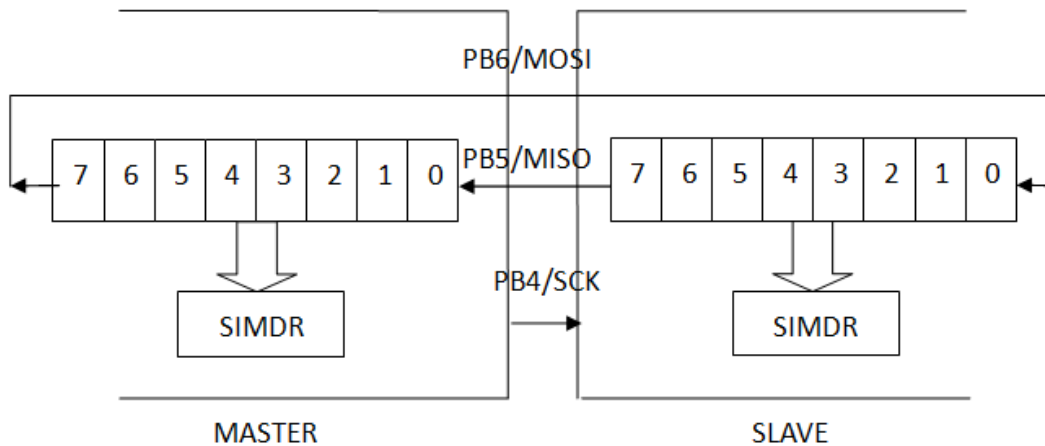 PB6/MOSI
7 6 5 4 3 2 1 0
PB5/MISO
7 6 5 4 3 2 1 0
PB4/SCK
SIMDR
SIMDR
MASTER
SLAVE